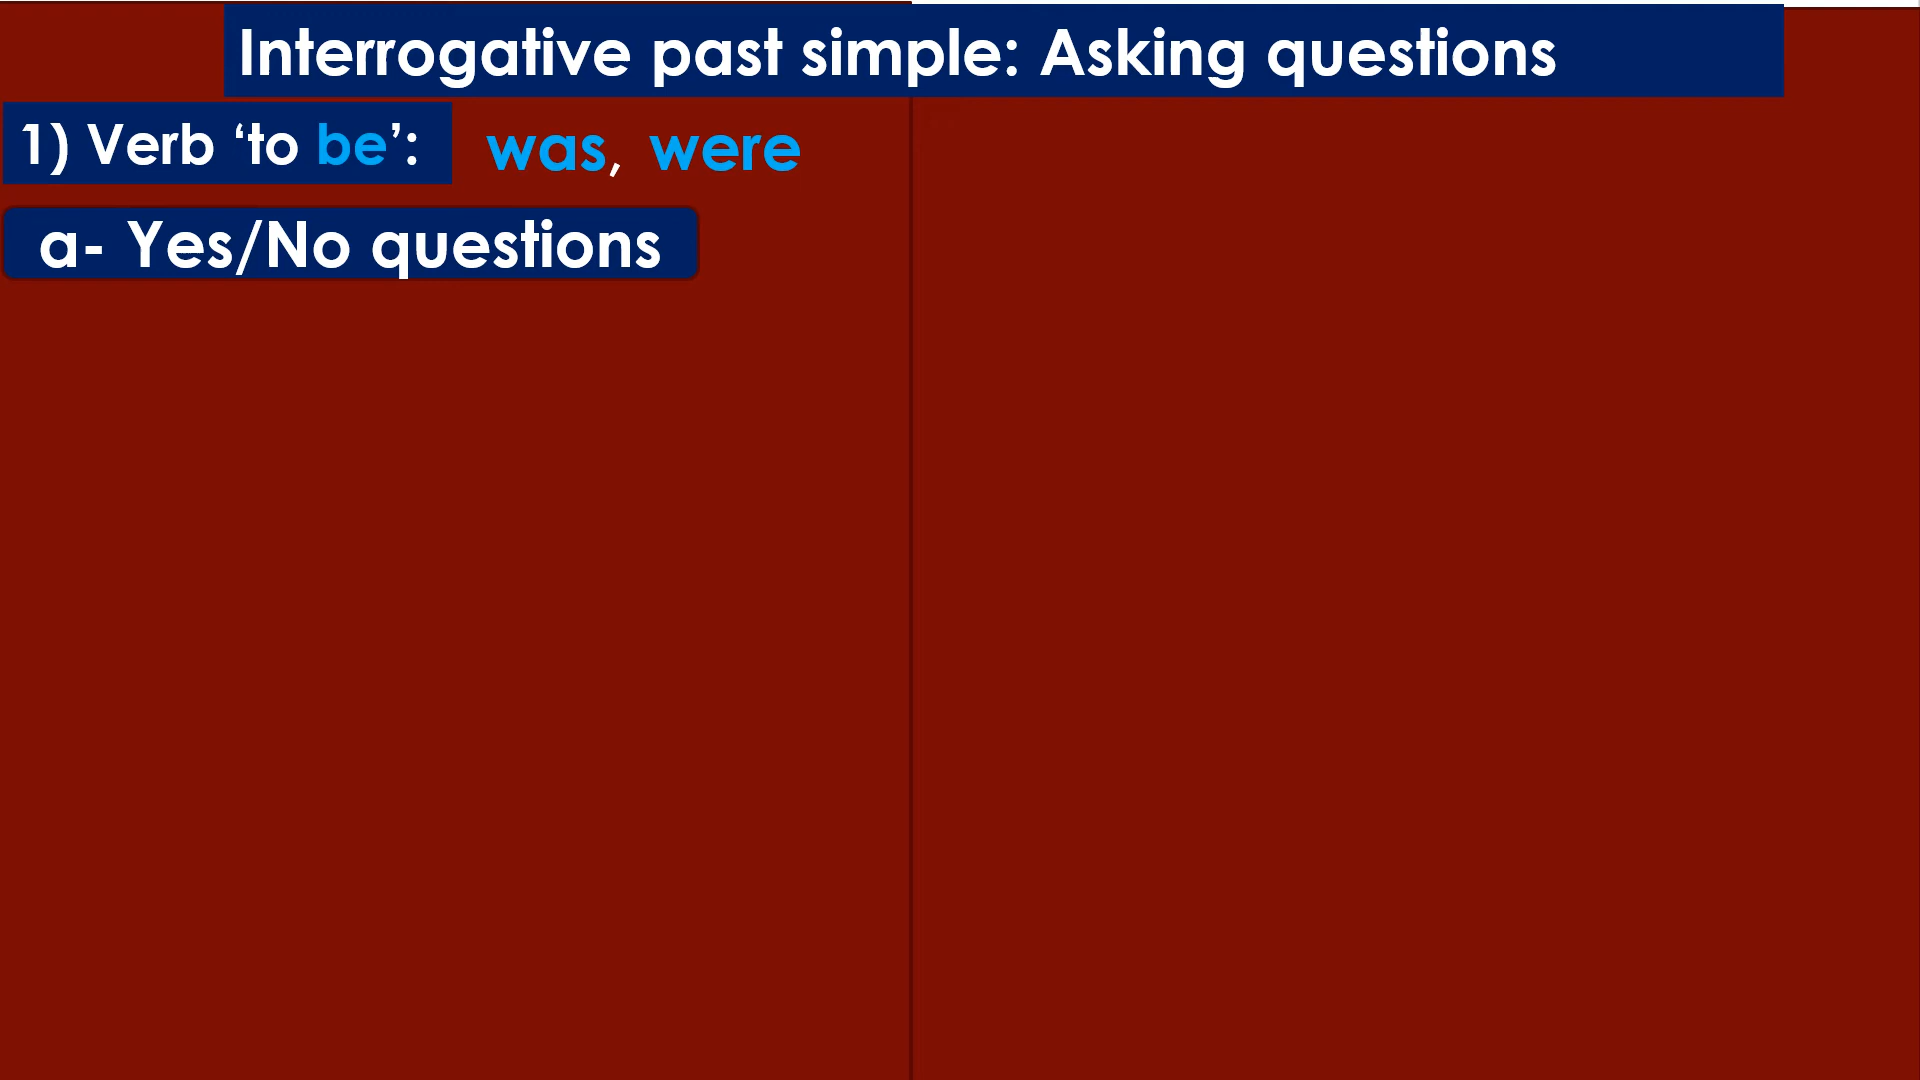 Interrogative past simple: Asking questions
1) Verb ‘to be’: was, were
a- Yes/No questions